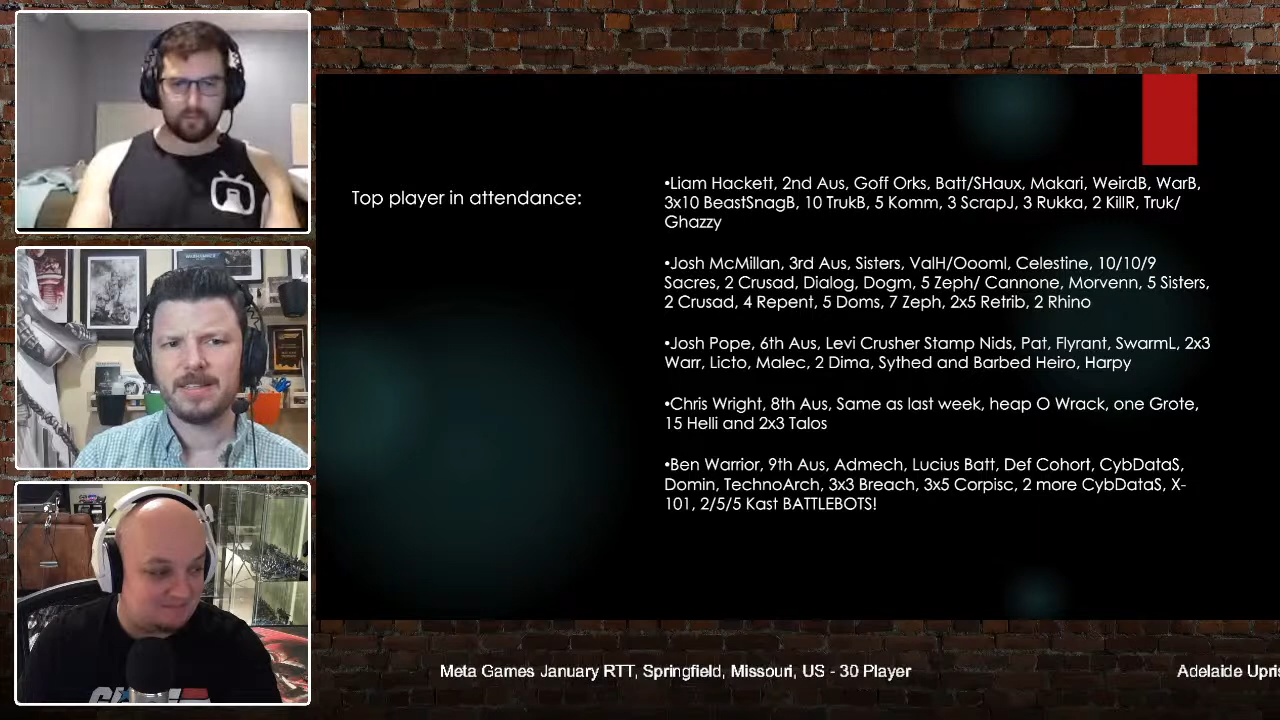 Top player in attendance:
•Liam Hackett, 2nd Aus, Goff Orks, Batt/SHaux, Makari, WeirdB, WarB,
3x10 BeastSnagB, 10 TrukB, 5 Komm, 3 ScrapJ, 3 Rukka, 2 KillR, Truk/
Ghazzy
•Josh McMillan, 3rd Aus, Sisters, ValH/Oooml, Celestine, 10/10/9
Sacres, 2 Crusad, Dialog, Dogm, 5 Zeph/ Cannone, Morvenn, 5 Sisters,
2 Crusad, 4 Repent, 5 Doms, 7 Zeph, 2x5 Retrib, 2 Rhino
•Josh Pope, 6th Aus, Levi Crusher Stamp Nids, Pat, Flyrant, SwarmL, 2x3
Warr, Licto, Malec, 2 Dima, Sythed and Barbed Heiro, Harpy
•Chris Wright, 8th Aus, Same as last week, heap O Wrack, one Grote,
15 Helli and 2x3 Talos
•Ben Warrior, 9th Aus, Admech, Lucius Batt, Def Cohort, CybDataS,
Domin, TechnoArch, 3x3 Breach, 3x5 Corpisc, 2 more CybDataS, X-
101, 2/5/5 Kast BATTLEBOTS!
Meta Games January RTT, Springfield, Missouri, US - 30 Player
Adelaide Upris